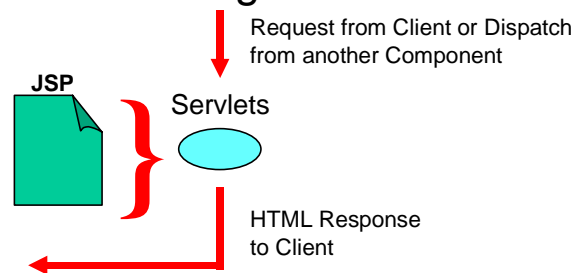 Request from Client or Dispatch
from another Component
JSP
Servlets
HTML Response
to Client